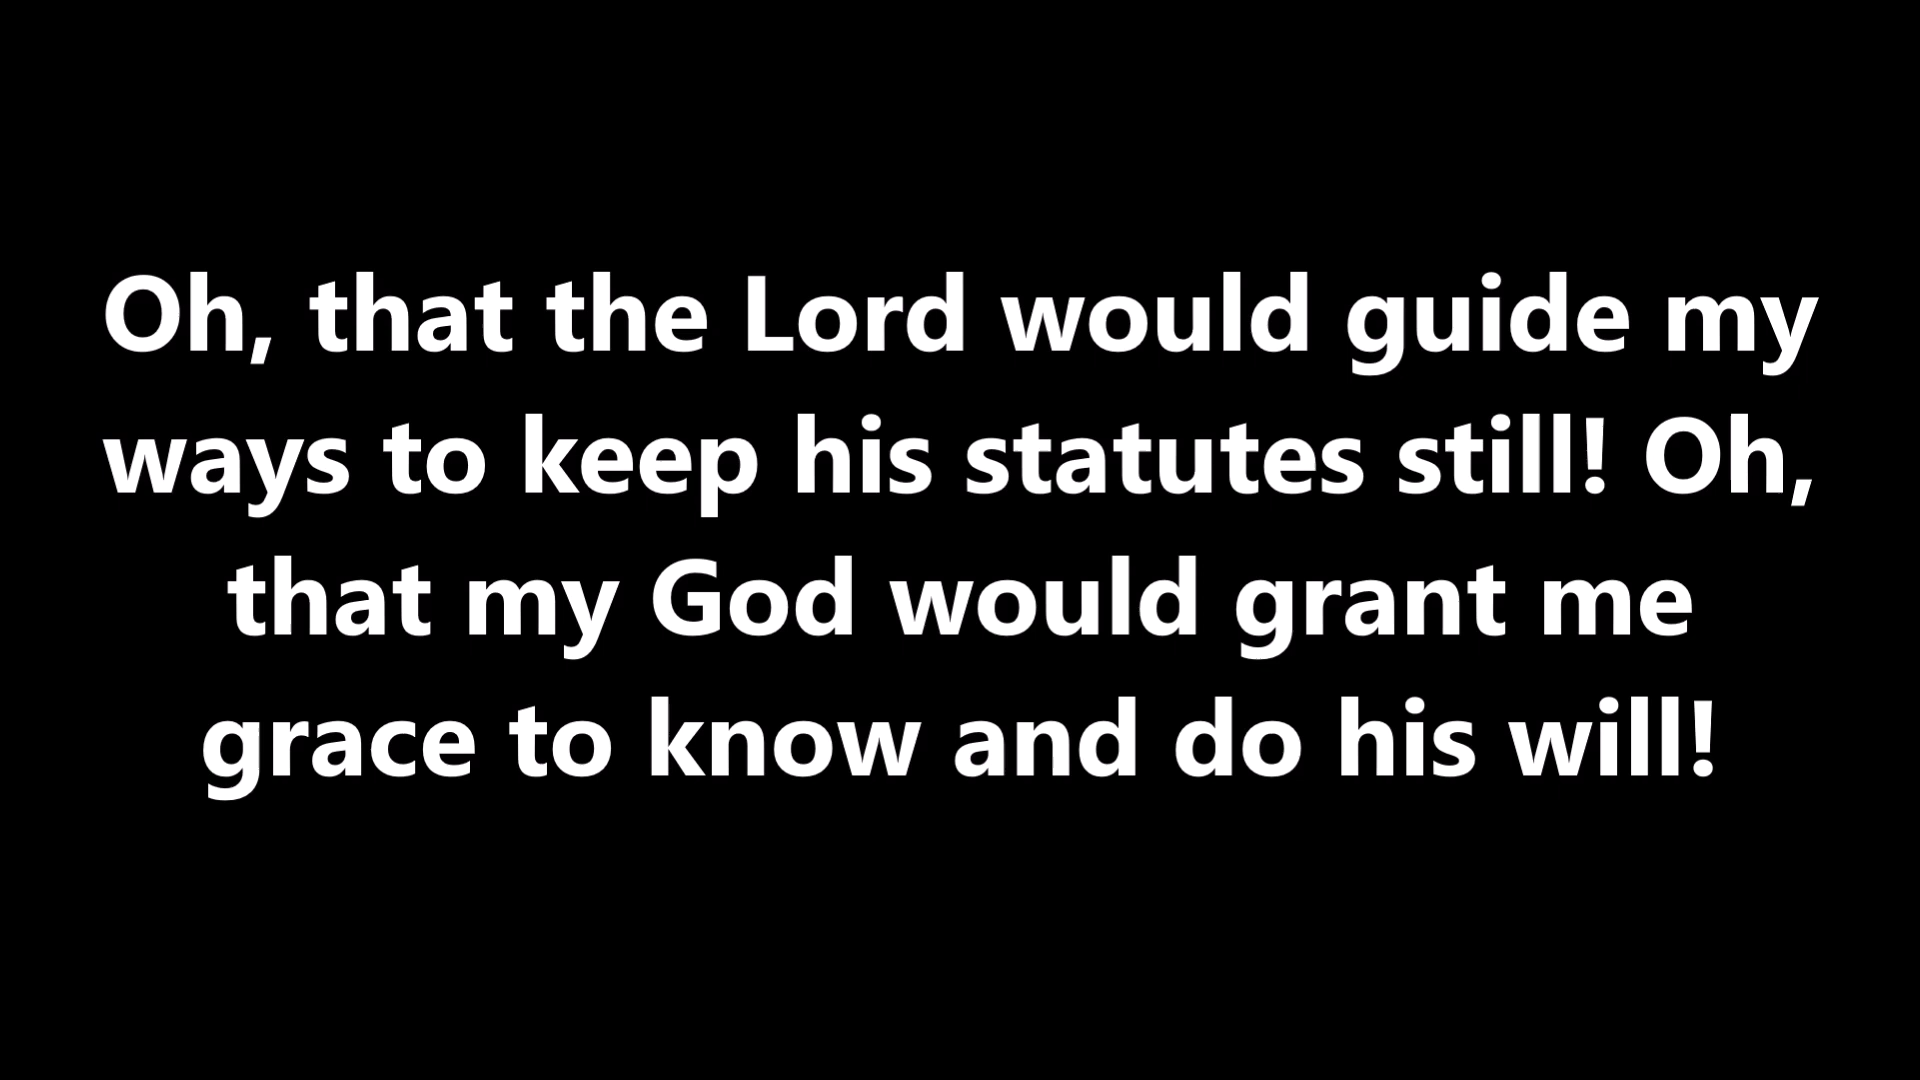 Oh, that the Lord would guide my
ways to keep his statutes still! Oh,
that my God would grant me
grace to know and do his will!